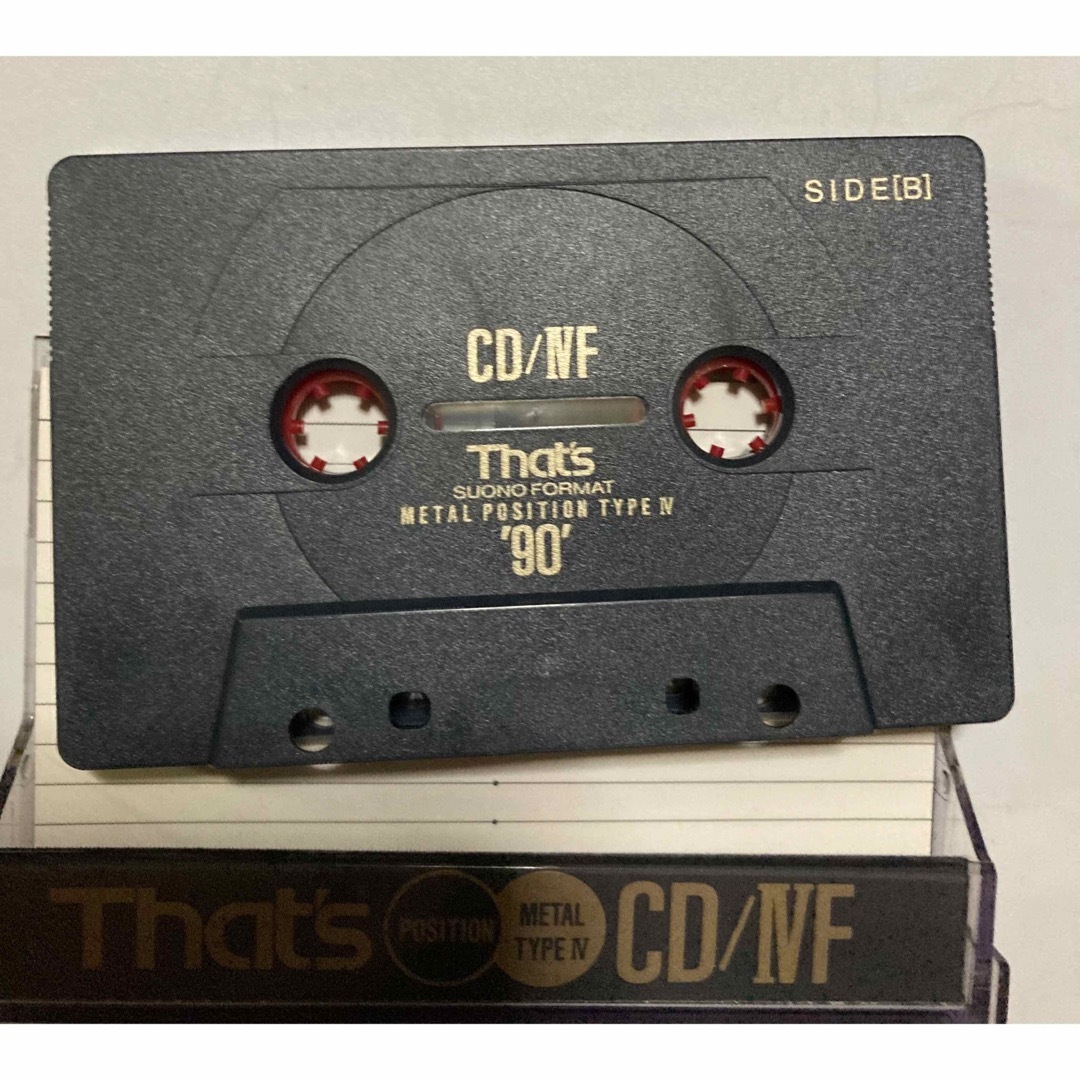 SIDE[B]
CD/ⅣF
That's
SUONO FORMAT
METAL POSITION TYPE Ⅳ
'90'
That's POSITION METAL TYPE Ⅳ CD/ⅣF